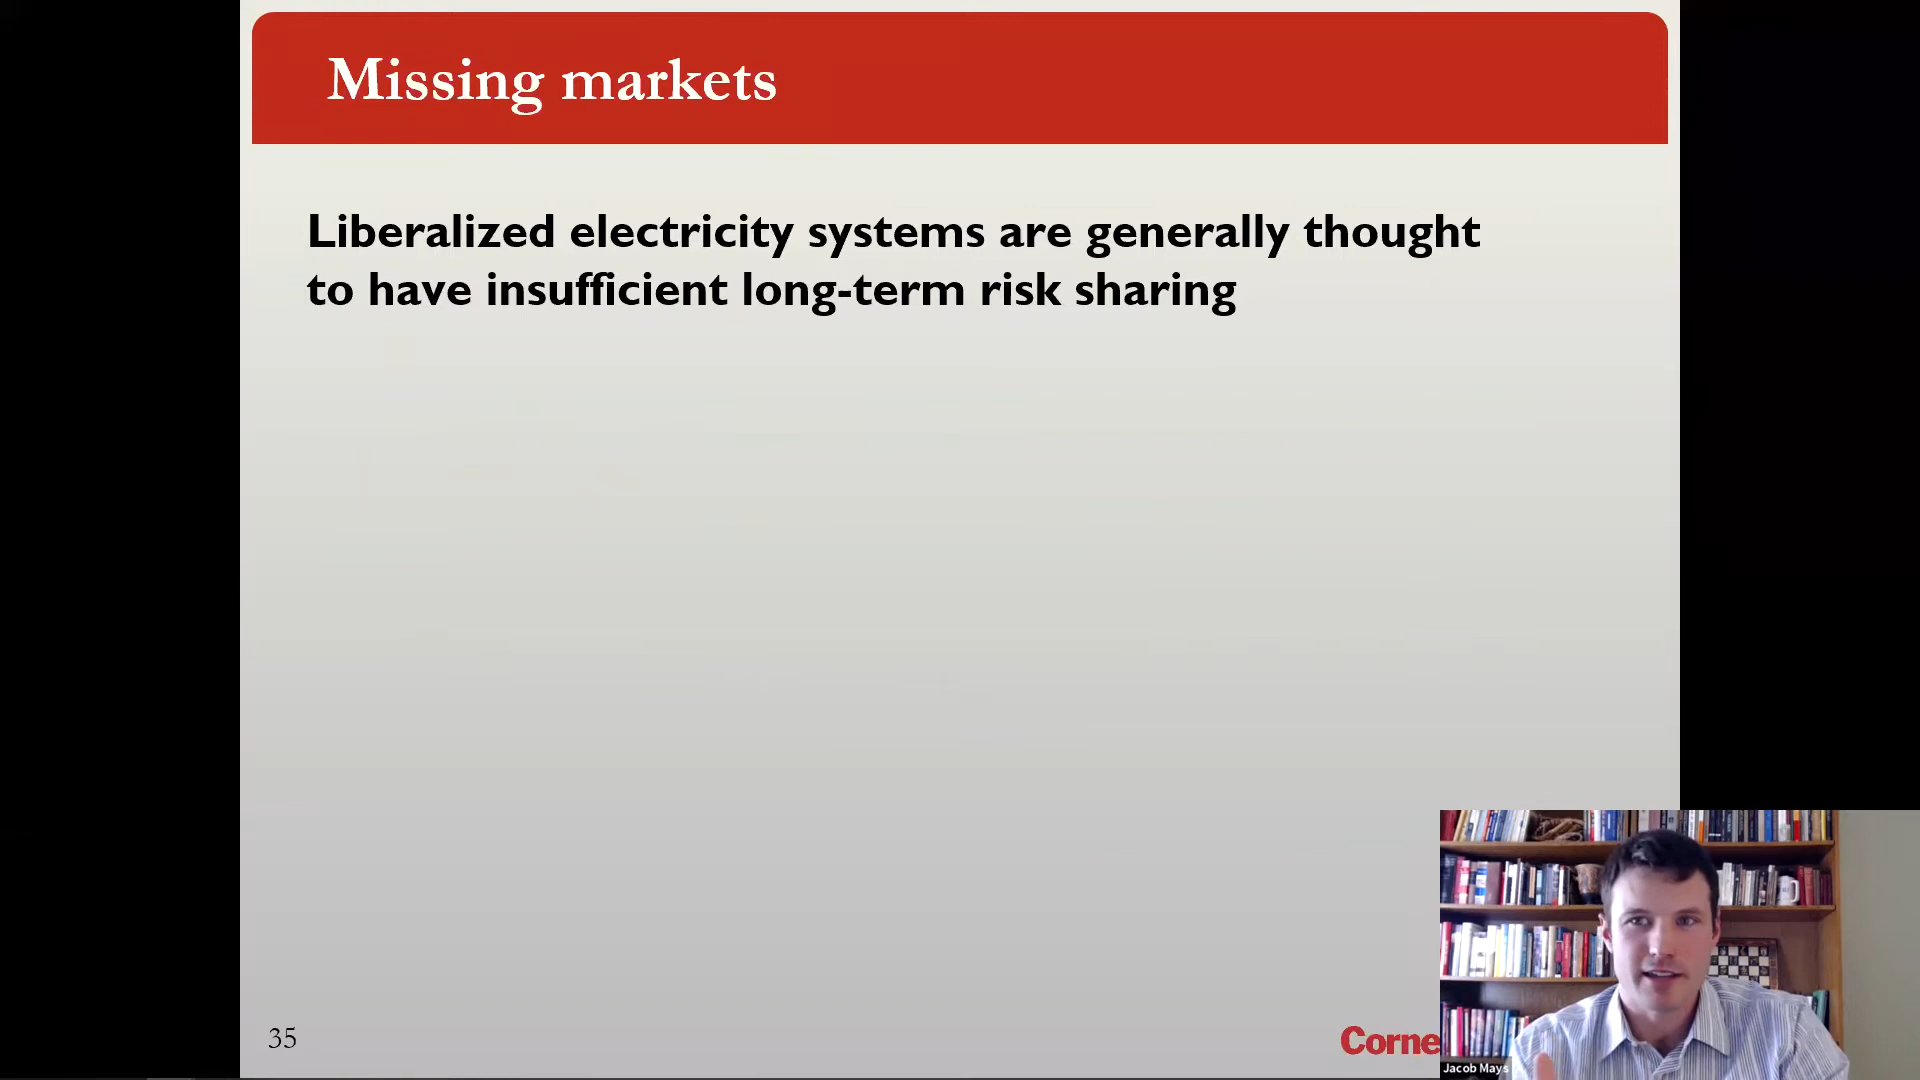 Missing markets
Liberalized electricity systems are generally thought
to have insufficient long-term risk sharing
35
Corne
Jacob Mays